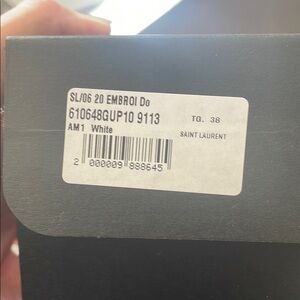 SL/06 20 EMBROI Do
610648GUP10 9113 TG. 38
AM1 White SAINT LAURENT
2 000009 888645